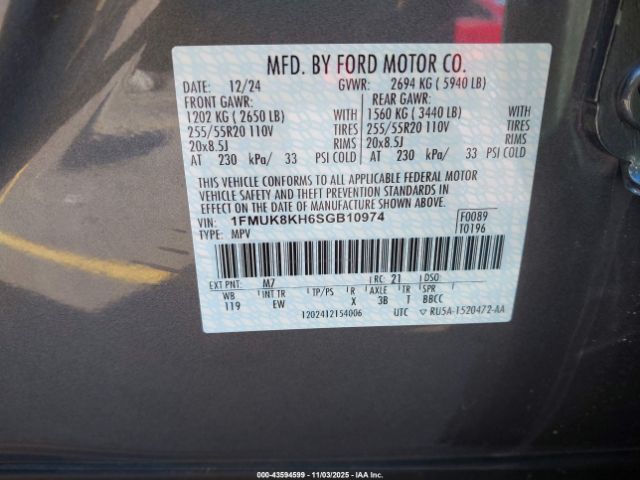 MFD. BY FORD MOTOR CO.
DATE: 12/24 GVWR: 2694 KG ( 5940 LB)
FRONT GAWR: REAR GAWR:
1202 KG ( 2650 LB) WITH 1560 KG ( 3440 LB) WITH
255/55R20 110V TIRES 255/55R20 110V TIRES
20x8.5J RIMS 20x8.5J RIMS
AT 230 kPa/ 33 PSI COLD AT 230 kPa/ 33 PSI COLD
THIS VEHICLE CONFORMS TO ALL APPLICABLE FEDERAL MOTOR
VEHICLE SAFETY AND THEFT PREVENTION STANDARDS IN
EFFECT ON THE DATE OF MANUFACTURE SHOWN ABOVE.
VIN: 1FMUK8KH6SGB10974 F0089
TYPE: MPV T0196
EXT PNT: M7 RC: 21 DSO:
WB INT TR TP/PS R AXLE TR SPR
119 EW X 3B T BBCC
1202412154006 UTC ▽ RU5A-1520472-AA
000-43594599 - 11/03/2025 - IAA Inc.